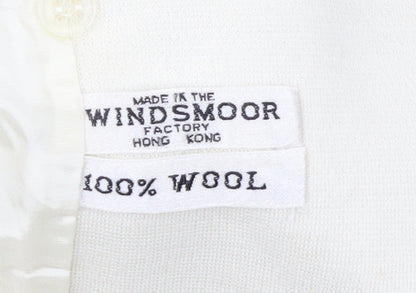 MADE IN THE
WINDSMOOR
FACTORY
HONG KONG
100% WOOL